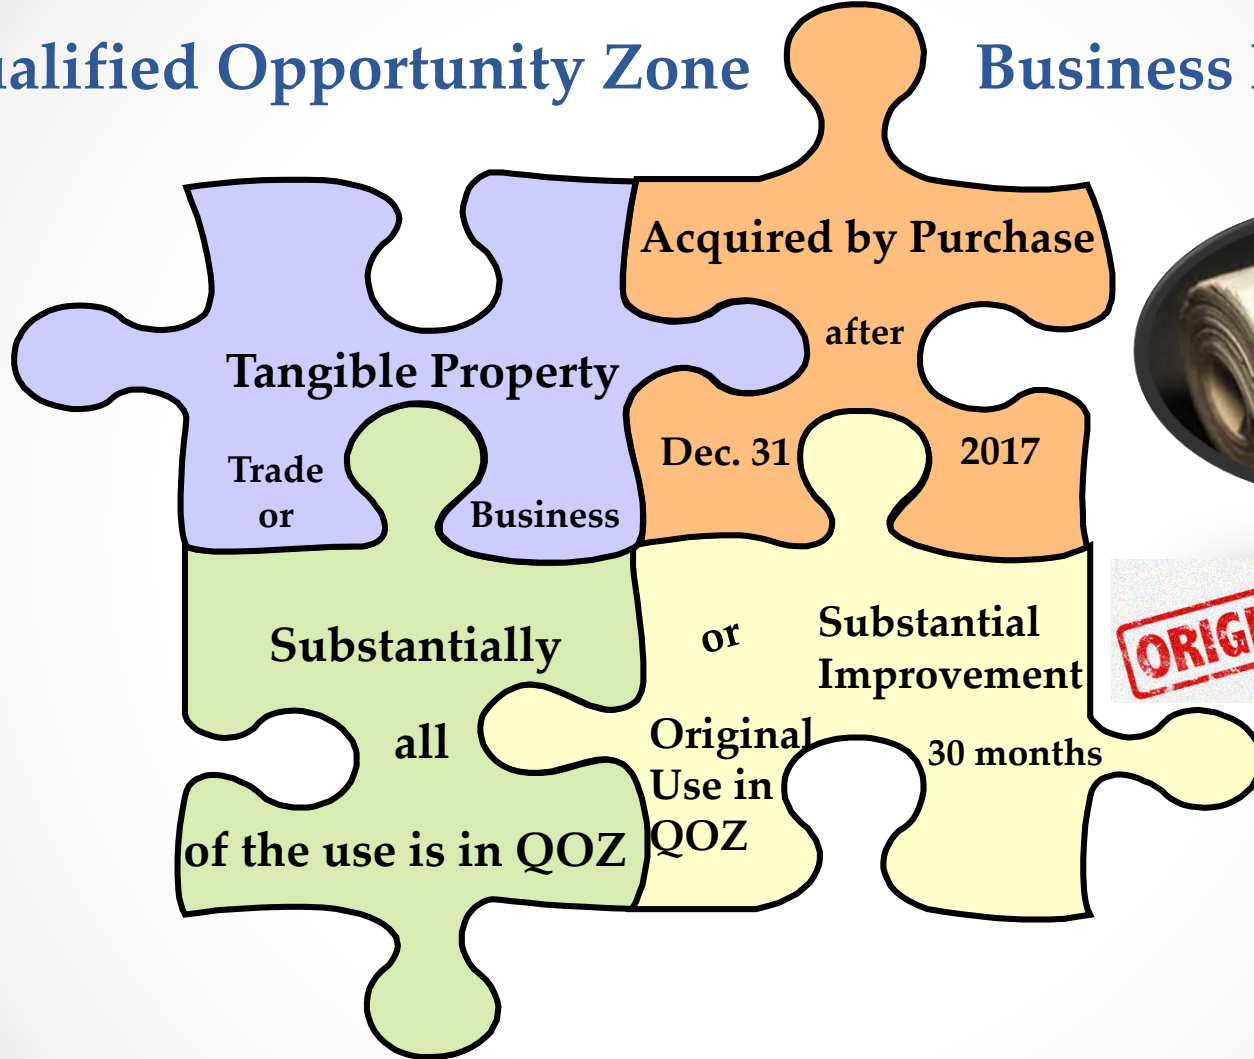 ualified Opportunity Zone Business
Acquired by Purchase
after
Dec. 31 2017
Tangible Property
Trade
or
Business
Substantially
all
of the use is in QOZ
or
Substantial
Improvement
Original
Use in
QOZ
30 months
ORIG